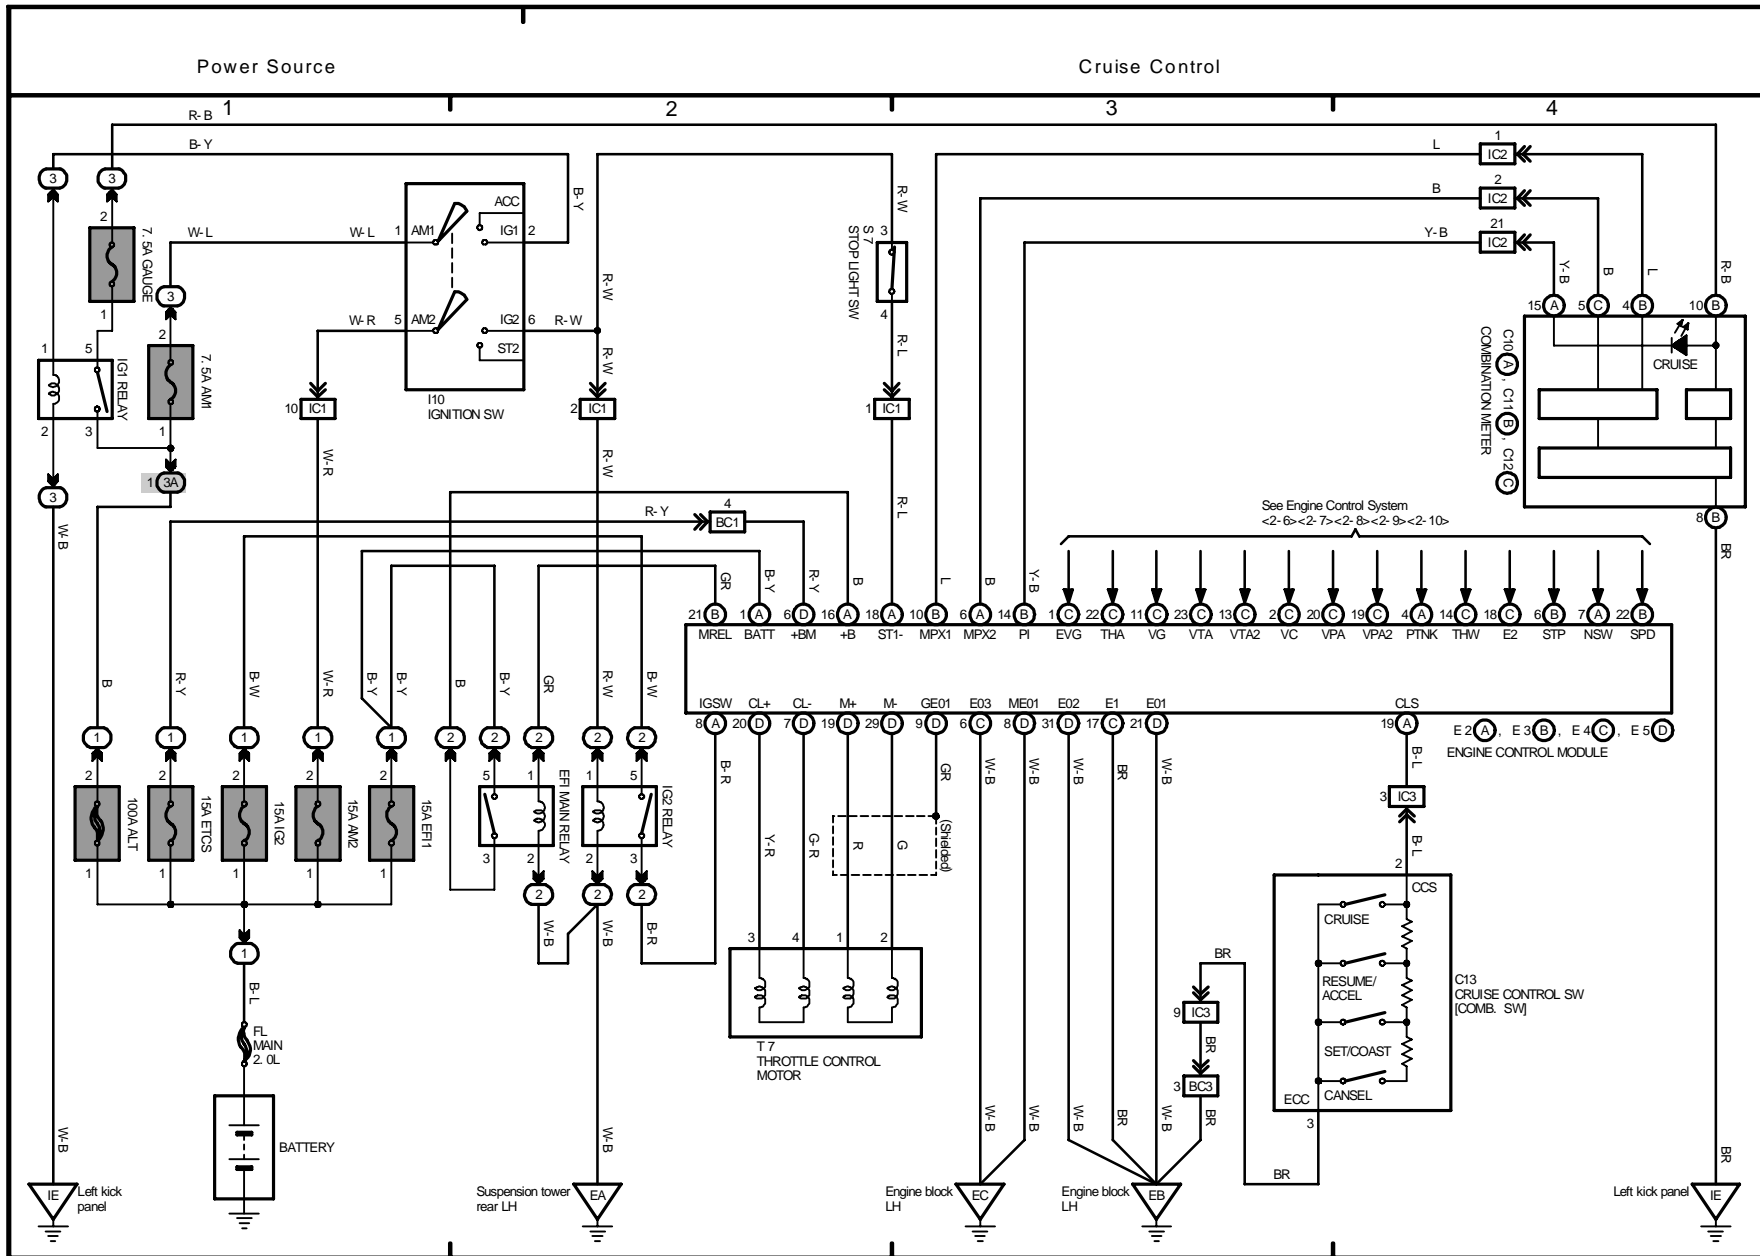 Power Source
Cruise Control
1
2
3
4
R-B
B-Y
L
1
IC2
B
2
IC2
Y-B
21
IC2
3
3
2
7. 5A GAUGE
1
W-L
W-L
3
2
7. 5A AM1
1
1
5
IG1 RELAY
2
3
1
3A
3
W-B
ACC
1
AM1
IG1
2
B-Y
W-R
5
AM2
IG2
6
R-W
ST2
I10
IGNITION SW
10
IC1
W-R
R-W
R-W
2
IC1
R-W
R-W
3
S 7
STOP LIGHT SW
4
R-L
1
IC1
R-L
Y-B
B
L
R-B
15
A
5
C
4
B
10
B
CRUISE
C10 A , C11 B , C12 C
COMBINATION METER
8
B
BR
R-Y
4
BC1
See Engine Control System
<2-6><2-7><2-8><2-9><2-10>
GR
B-Y
R-Y
B
L
B
Y-B
21 B
1 A
6 D
16 A
18 A
10 B
6 A
14 B
1 C
22 C
11 C
23 C
13 C
2 C
20 C
19 C
4 A
14 C
18 C
6 B
7 A
22 B
MREL
BATT
+BM
+B
ST1-
MPX1
MPX2
PI
EVG
THA
VG
VTA
VTA2
VC
VPA
VPA2
PTNK
THW
E2
STP
NSW
SPD
IGSW
CL+
CL-
M+
M-
GE01
E03
ME01
E02
E1
E01
CLS
8 A
20 D
7 D
19 D
29 D
9 D
6 C
8 D
31 D
17 C
21 D
19 A
E 2 A , E 3 B , E 4 C , E 5 D
ENGINE CONTROL MODULE
B
R-Y
B-W
W-R
B-Y
B-Y
B
B-Y
GR
R-W
B-W
1
1
1
1
1
2
2
2
2
2
2
100A ALT
1
2
15A ETCS
1
2
15A IG2
1
2
15A AM2
1
2
15A EFI1
1
5
1
EFI MAIN RELAY
3
2
1
5
IG2 RELAY
2
3
2
2
2
W-B
W-B
B-R
B-R
Y-R
G-R
R
G
GR
(Shielded)
W-B
W-B
W-B
BR
W-B
B-L
3
IC3
B-L
2
CCS
CRUISE
RESUME/
ACCEL
SET/COAST
CANSEL
ECC
3
C13
CRUISE CONTROL SW
[COMB. SW]
1
B-L
FL
MAIN
2. 0L
BATTERY
3
4
1
2
T 7
THROTTLE CONTROL
MOTOR
BR
9
IC3
BR
3
BC3
BR
BR
W-B
W-B
W-B
W-B
W-B
BR
W-B
BR
IE
Left kick
panel
Suspension tower
rear LH
EA
Engine block
LH
EC
Engine block
LH
EB
Left kick panel
IE